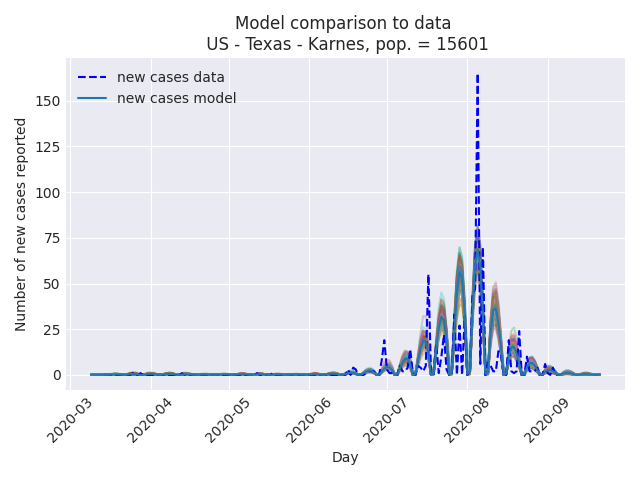 Model comparison to data
US - Texas - Karnes, pop. = 15601
new cases data
new cases model
Number of new cases reported
150
125
100
75
50
25
0
2020-03
2020-04
2020-05
2020-06
2020-07
2020-08
2020-09
Day